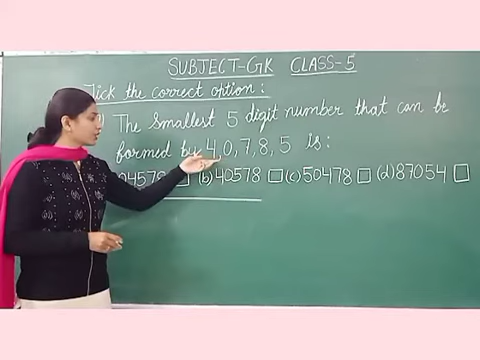 SUBJECT-GK CLASS-5
Tick the correct option:
The smallest 5 digit number that can be
formed by 4,0,7,8,5 is:
04578 □ (b) 40578 □ (c) 50478 □ (d) 87054 □